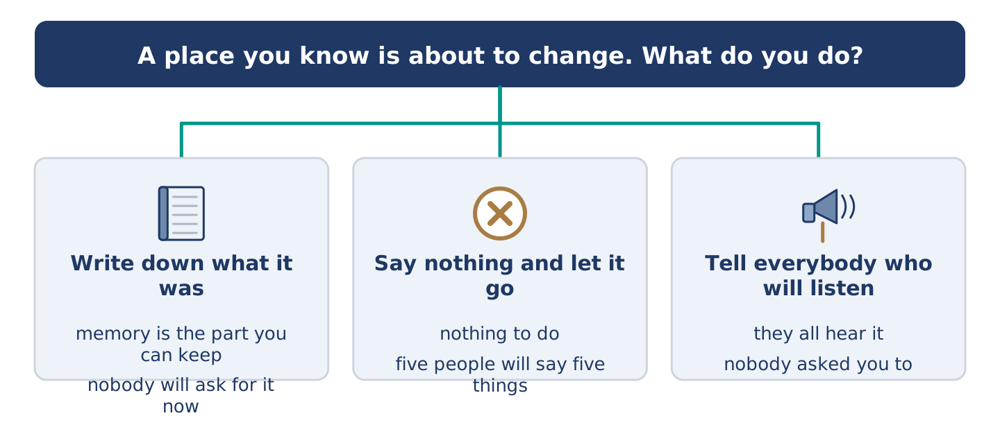 A place you know is about to change. What do you do?
Write down what it
was
memory is the part you
can keep
nobody will ask for it
now
Say nothing and let it
go
nothing to do
five people will say five
things
Tell everybody who
will listen
they all hear it
nobody asked you to